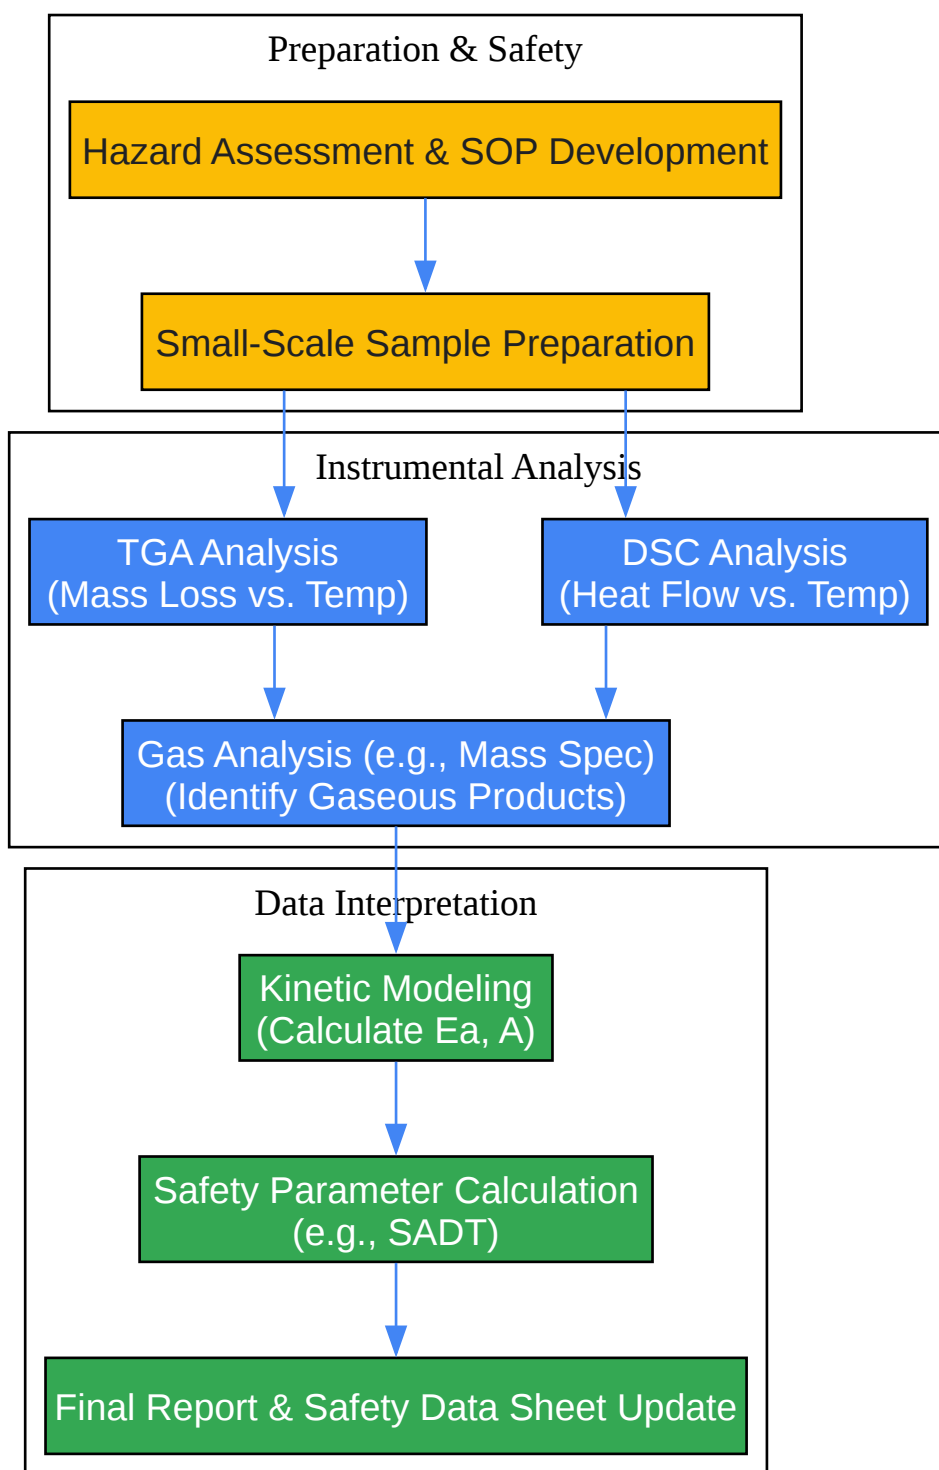 Preparation & Safety
Hazard Assessment & SOP Development
Small-Scale Sample Preparation
Instrumental Analysis
TGA Analysis
(Mass Loss vs. Temp)
DSC Analysis
(Heat Flow vs. Temp)
Gas Analysis (e.g., Mass Spec)
(Identify Gaseous Products)
Data Interpretation
Kinetic Modeling
(Calculate Ea, A)
Safety Parameter Calculation
(e.g., SADT)
Final Report & Safety Data Sheet Update